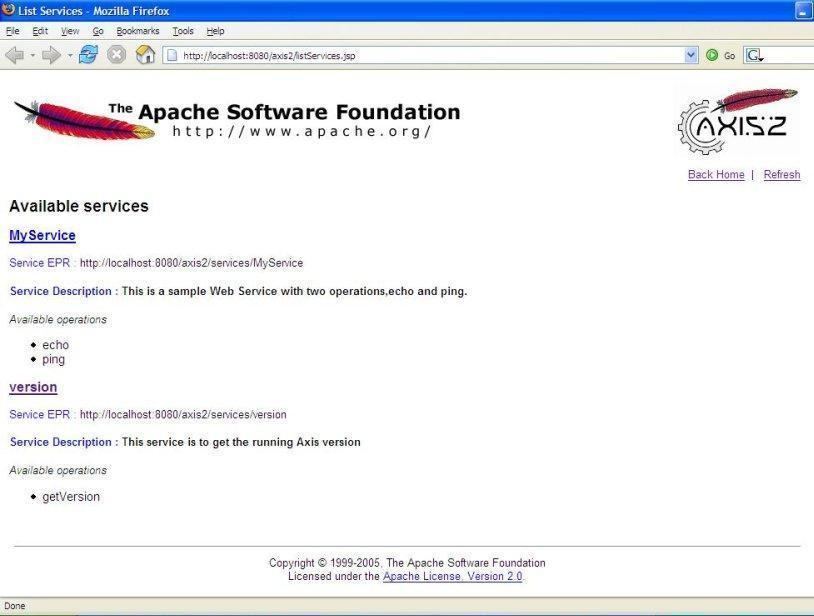 List Services - Mozilla Firefox
File Edit View Go Bookmarks Tools Help
http://localhost:8080/axis2/listServices.jsp Go G
The Apache Software Foundation
http://www.apache.org/
AXIS2
Back Home | Refresh
Available services
MyService
Service EPR : http://localhost:8080/axis2/services/MyService
Service Description : This is a sample Web Service with two operations,echo and ping.
Available operations
echo
ping
version
Service EPR : http://localhost:8080/axis2/services/version
Service Description : This service is to get the running Axis version
Available operations
getVersion
Copyright © 1999-2005, The Apache Software Foundation
Licensed under the Apache License, Version 2.0.
Done